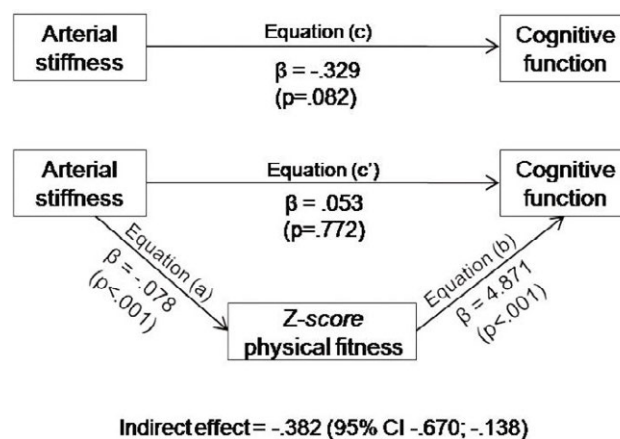 Arterial
stiffness
Equation (c)
Cognitive
function
β = -.329
(p=.082)
Arterial
stiffness
Equation (c')
Cognitive
function
β = .053
(p=.772)
Equation (a)
β = -.078
(p<.001)
Equation (b)
β = 4.871
(p<.001)
Z-score
physical fitness
Indirect effect = -.382 (95% CI -.670; -.138)